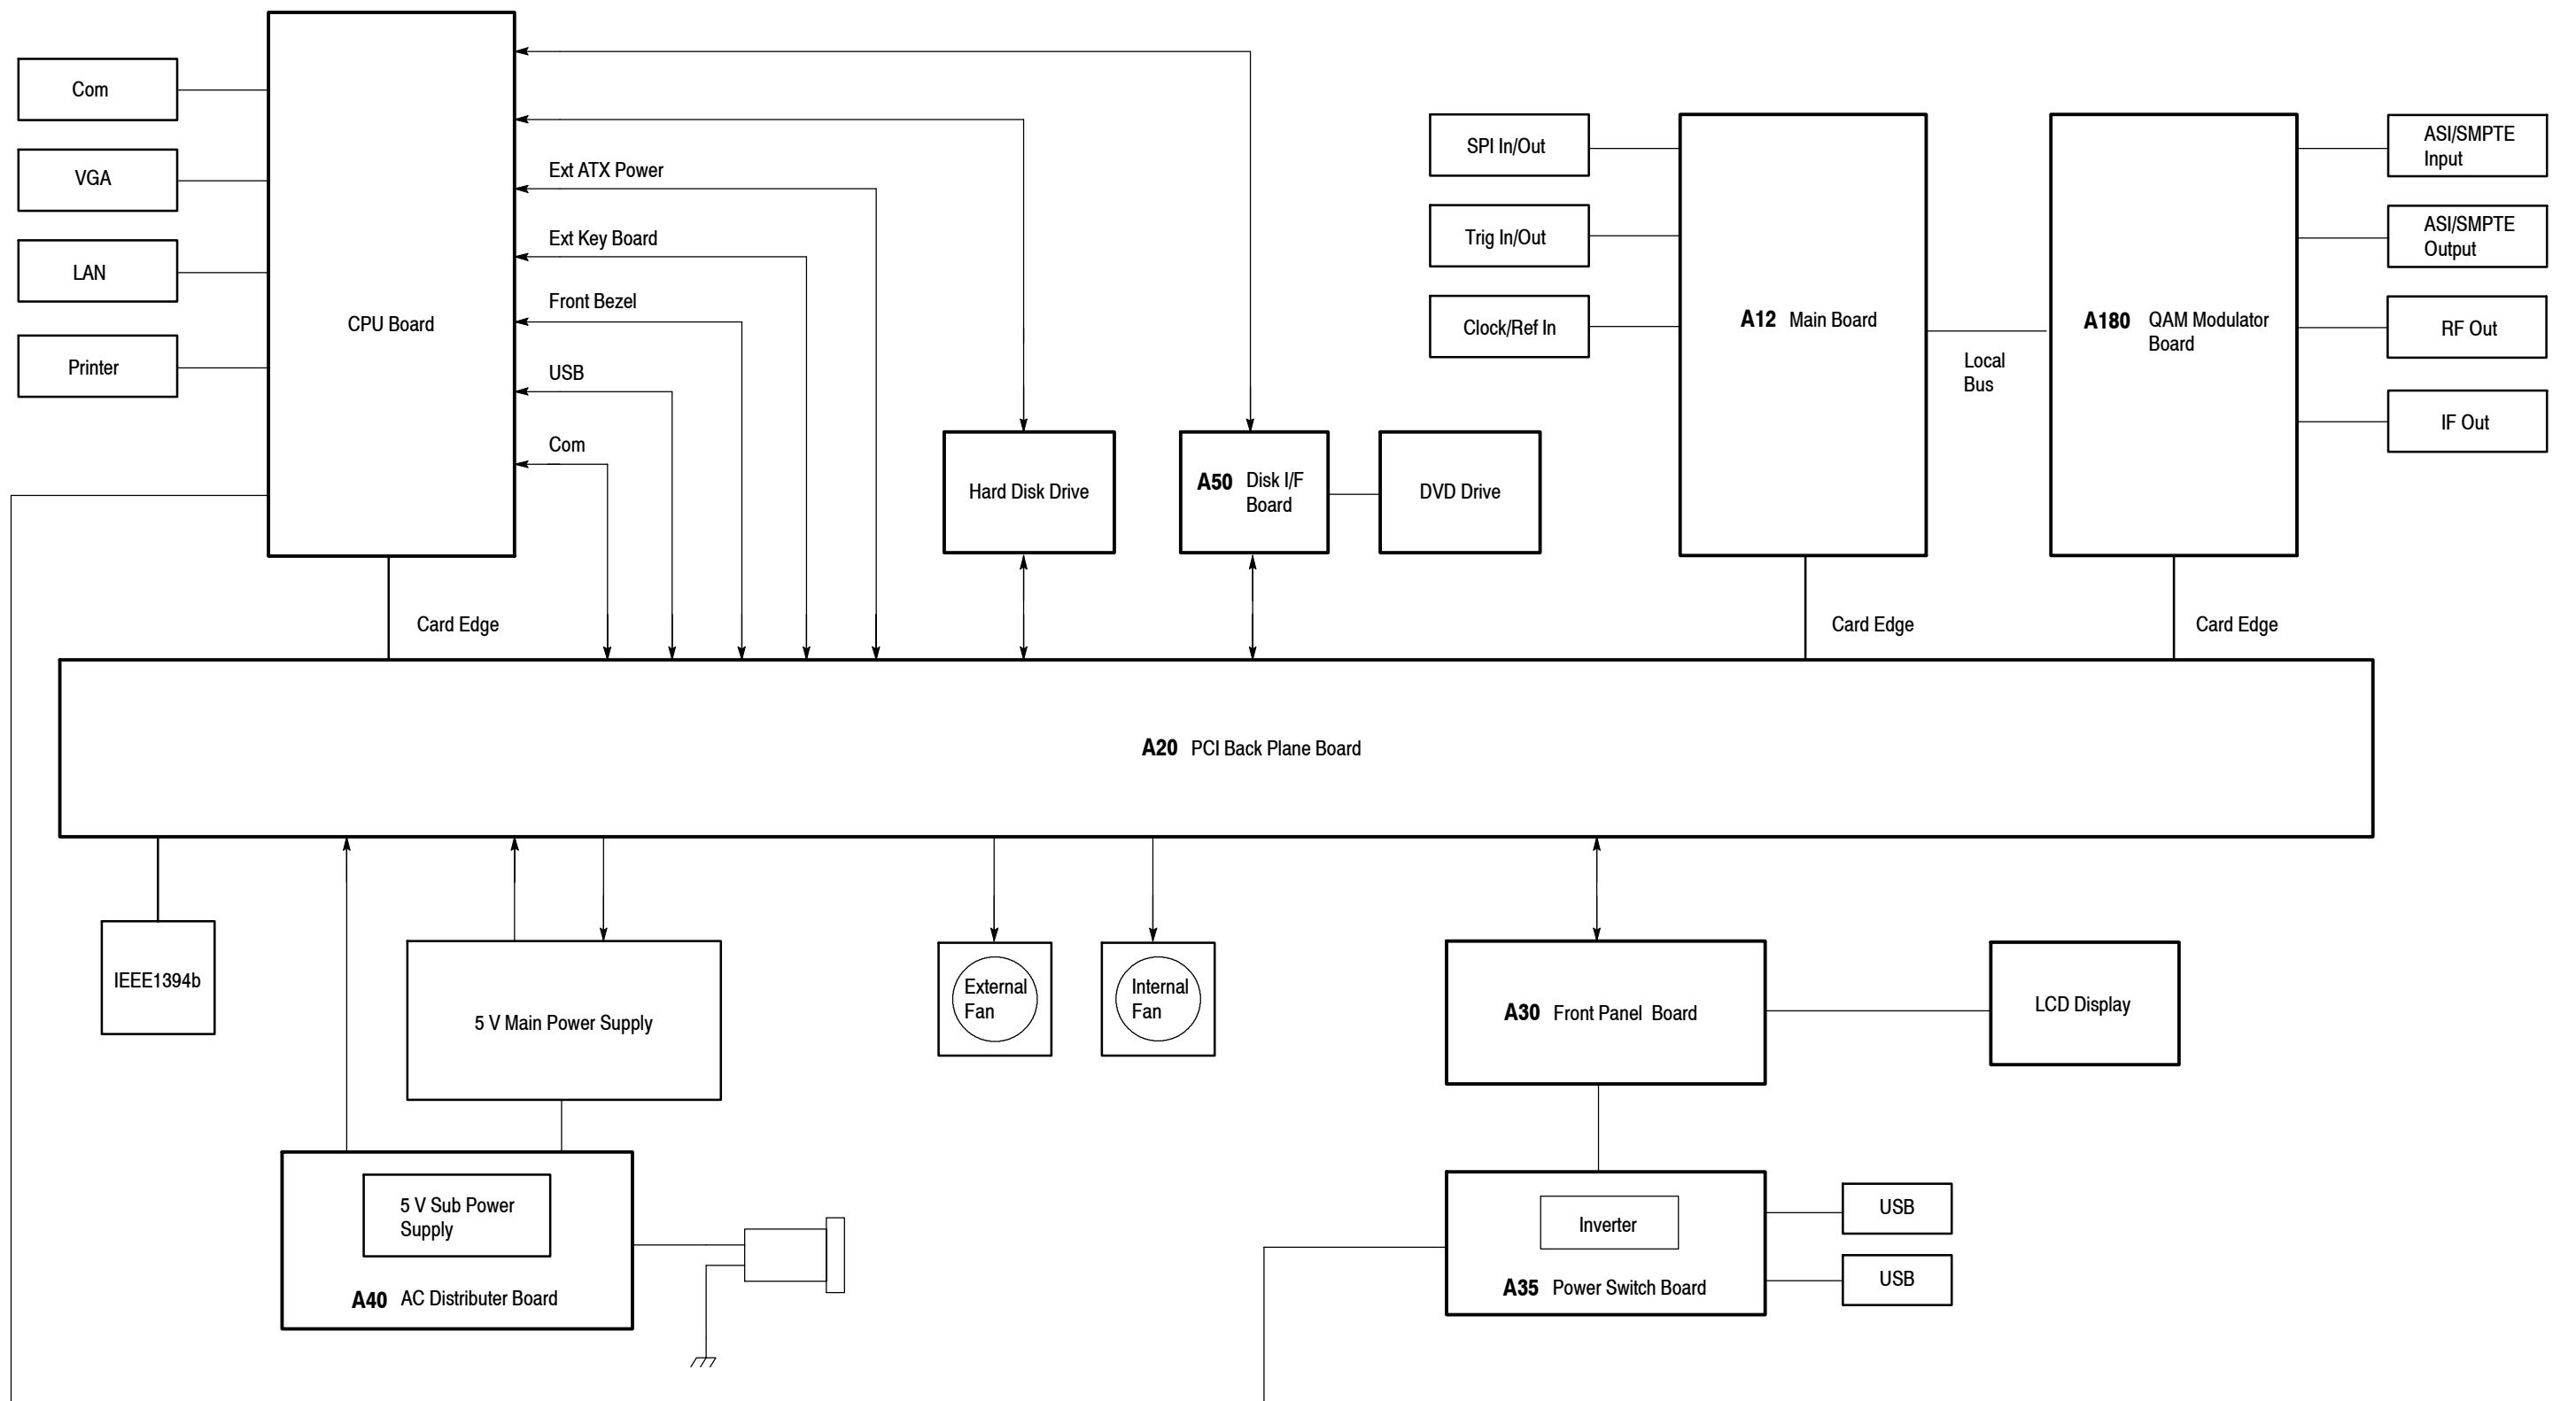 Com
VGA
LAN
Printer
CPU Board
Ext ATX Power
Ext Key Board
Front Bezel
USB
Com
Card Edge
Hard Disk Drive
A50 Disk I/F
Board
DVD Drive
SPI In/Out
Trig In/Out
Clock/Ref In
A12 Main Board
Local
Bus
A180 QAM Modulator
Board
ASI/SMPTE
Input
ASI/SMPTE
Output
RF Out
IF Out
Card Edge
Card Edge
A20 PCI Back Plane Board
IEEE1394b
5 V Main Power Supply
External
Fan
Internal
Fan
A30 Front Panel Board
LCD Display
5 V Sub Power
Supply
A40 AC Distributer Board
Inverter
A35 Power Switch Board
USB
USB